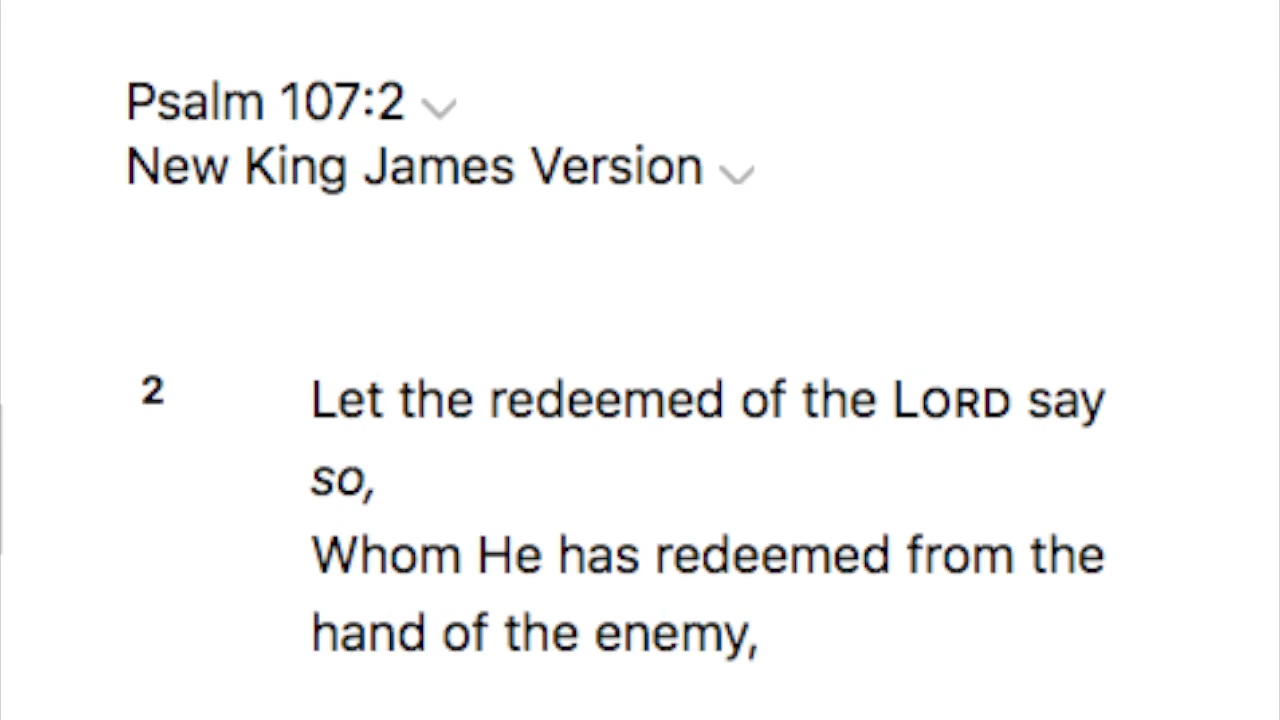 Psalm 107:2
New King James Version
2 Let the redeemed of the LORD say
so,
Whom He has redeemed from the
hand of the enemy,